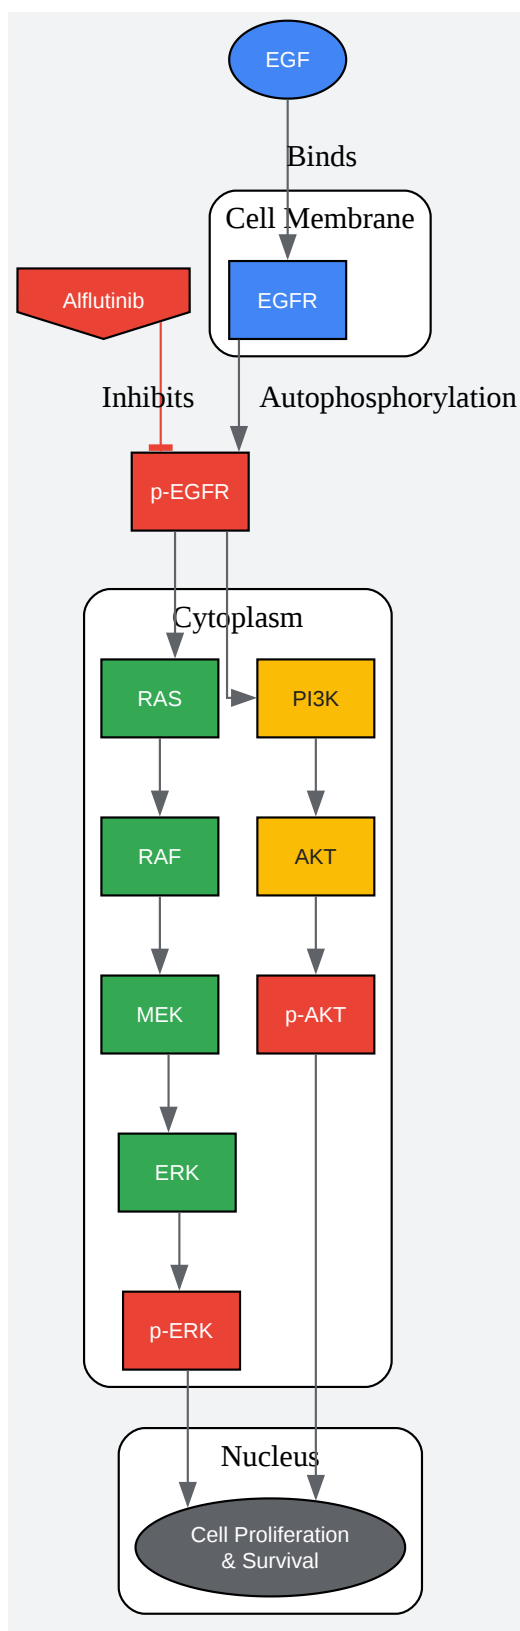 EGF
Binds
Cell Membrane
EGFR
Alflutinib
Inhibits
Autophosphorylation
p-EGFR
Cytoplasm
RAS
PI3K
RAF
AKT
MEK
p-AKT
ERK
p-ERK
Nucleus
Cell Proliferation
& Survival